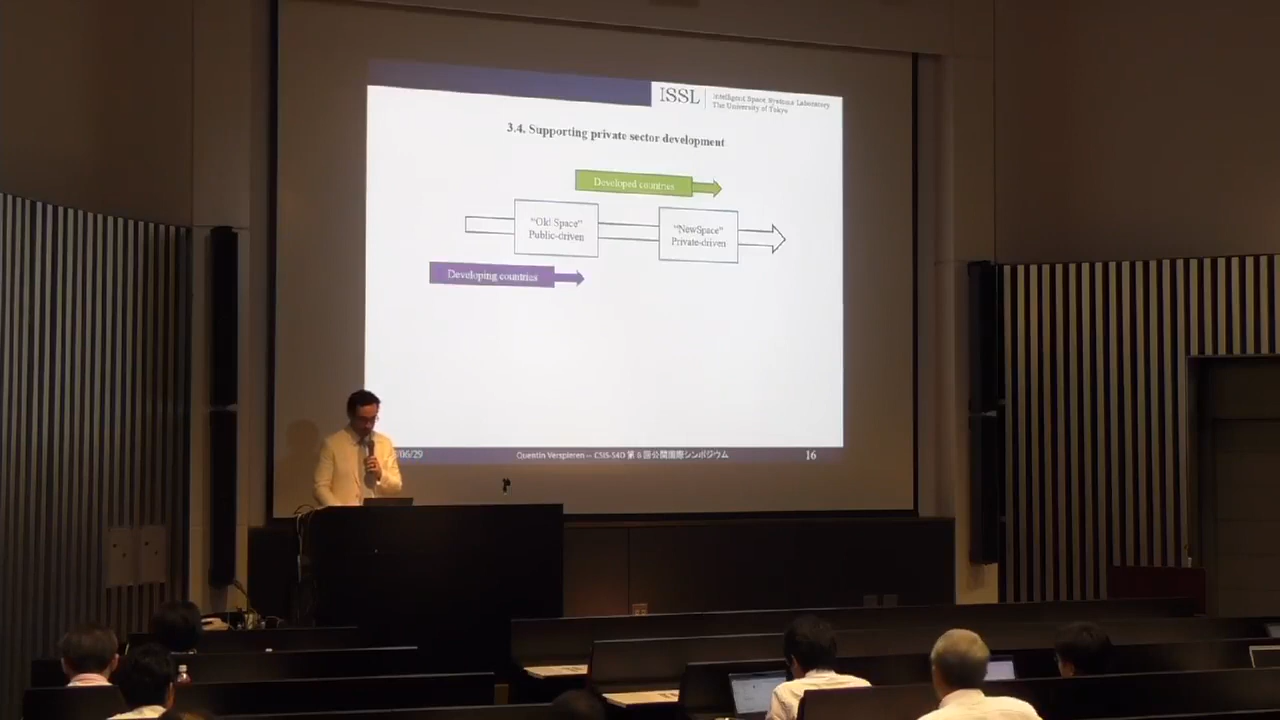 ISSL
Intelligent Space Systems Laboratory
The University of Tokyo
3.4. Supporting private sector development
Developed countries
"Old Space"
Public-driven
"NewSpace"
Private-driven
Developing countries
/06/29
Quentin Verspieren -- CSIS-S4D 第 8 回公開国際シンポジウム
16